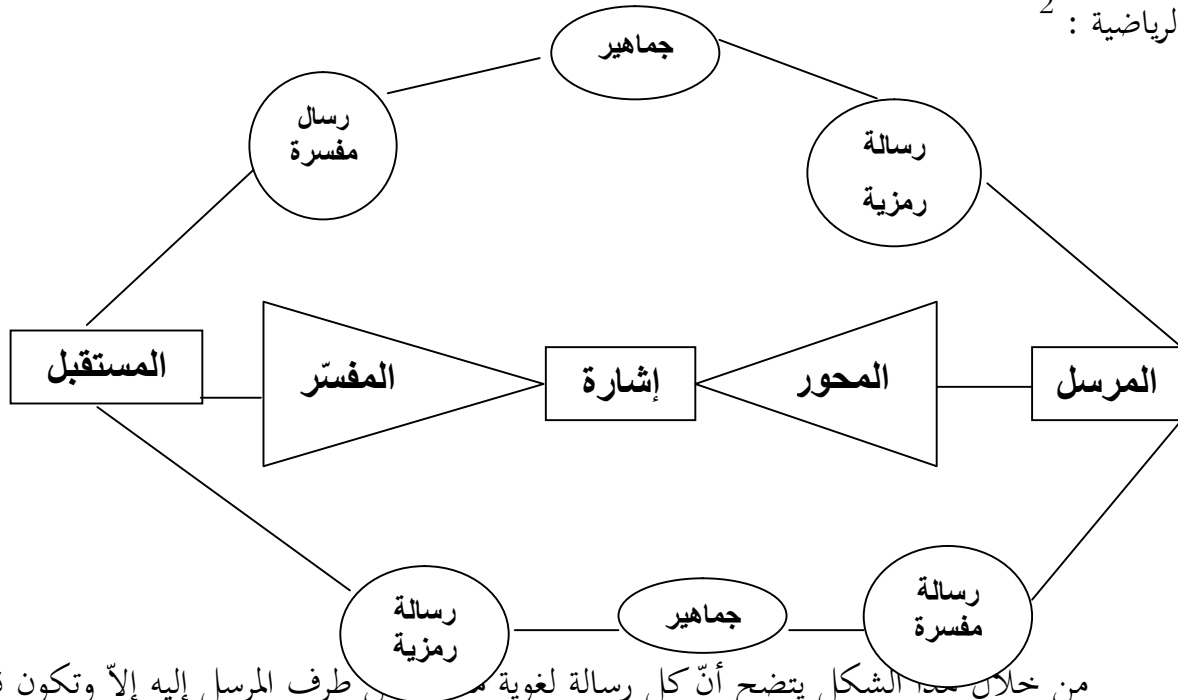 لرياضية : 2
جماهير
رسالة
رمزية
رسال
مفسرة
المرسل
المحور
إشارة
المفسّر
المستقبل
رسالة
مفسرة
جماهير
رسالة
رمزية
من خلال هذا الشكل يتضح أنّ كل رسالة لغوية طرف المرسل إليه إلاّ وتكون